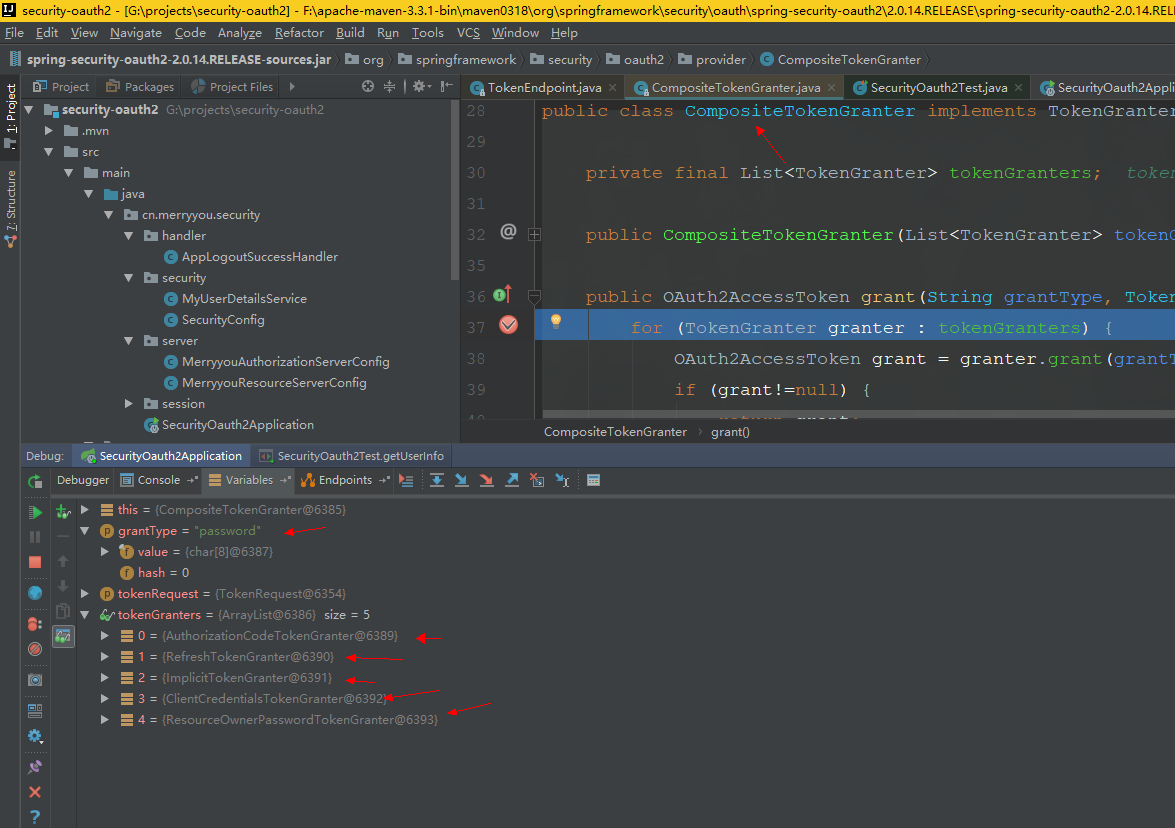 security-oauth2 - [G:\projects\security-oauth2] - F:\apache-maven-3.3.1-bin\maven0318\org\springframework\security\oauth\spring-security-oauth2\2.0.14.RELEASE\spring-security-oauth2-2.0.14.REL
File Edit View Navigate Code Analyze Refactor Build Run Tools VCS Window Help
spring-security-oauth2-2.0.14.RELEASE-sources.jar org springframework security oauth2 provider CompositeTokenGranter
Project Packages Project Files TokenEndpoint.java CompositeTokenGranter.java SecurityOauth2Test.java SecurityOauth2Appli
1: Project
7: Structure
security-oauth2 G:\projects\security-oauth2
.mvn
src
main
java
cn.merryyou.security
handler
AppLogoutSuccessHandler
security
MyUserDetailsService
SecurityConfig
server
MerryyouAuthorizationServerConfig
MerryyouResourceServerConfig
session
SecurityOauth2Application
28 public class CompositeTokenGranter implements TokenGranter
29
30 private final List<TokenGranter> tokenGranters; token
31
32 @ public CompositeTokenGranter(List<TokenGranter> tokenG
35
36 public OAuth2AccessToken grant(String grantType, Token
37 for (TokenGranter granter : tokenGranters) {
38 OAuth2AccessToken grant = granter.grant(grantT
39 if (grant!=null) {
40 return grant;
CompositeTokenGranter grant()
Debug: SecurityOauth2Application SecurityOauth2Test.getUserInfo
Debugger Console Variables Endpoints
this = {CompositeTokenGranter@6385}
grantType = "password"
value = {char[8]@6387}
hash = 0
tokenRequest = {TokenRequest@6354}
tokenGranters = {ArrayList@6386} size = 5
0 = {AuthorizationCodeTokenGranter@6389}
1 = {RefreshTokenGranter@6390}
2 = {ImplicitTokenGranter@6391}
3 = {ClientCredentialsTokenGranter@6392}
4 = {ResourceOwnerPasswordTokenGranter@6393}